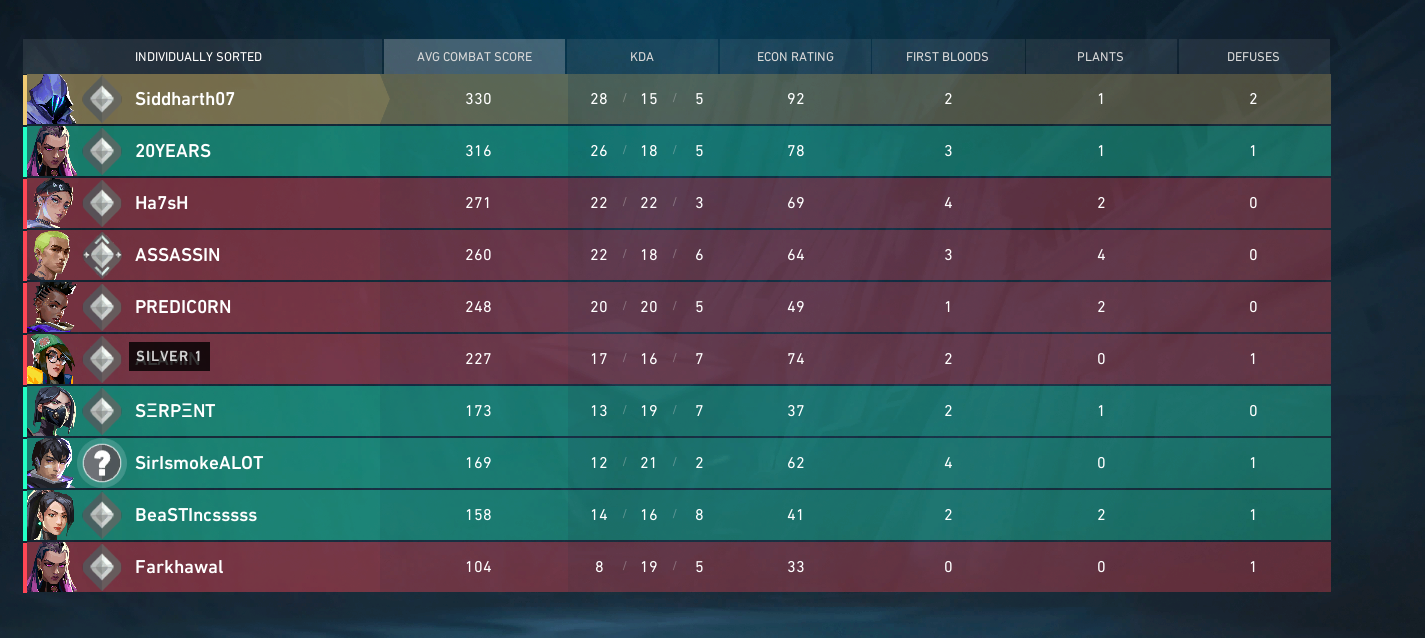 INDIVIDUALLY SORTED AVG COMBAT SCORE KDA ECON RATING FIRST BLOODS PLANTS DEFUSES
Siddharth07 330 28 / 15 / 5 92 2 1 2
20YEARS 316 26 / 18 / 5 78 3 1 1
Ha7sH 271 22 / 22 / 3 69 4 2 0
ASSASSIN 260 22 / 18 / 6 64 3 4 0
PREDIC0RN 248 20 / 20 / 5 49 1 2 0
SILVER 1 227 17 / 16 / 7 74 2 0 1
SΞRPΞNT 173 13 / 19 / 7 37 2 1 0
? SirIsmokeALOT 169 12 / 21 / 2 62 4 0 1
BeaSTIncsssss 158 14 / 16 / 8 41 2 2 1
Farkhawal 104 8 / 19 / 5 33 0 0 1